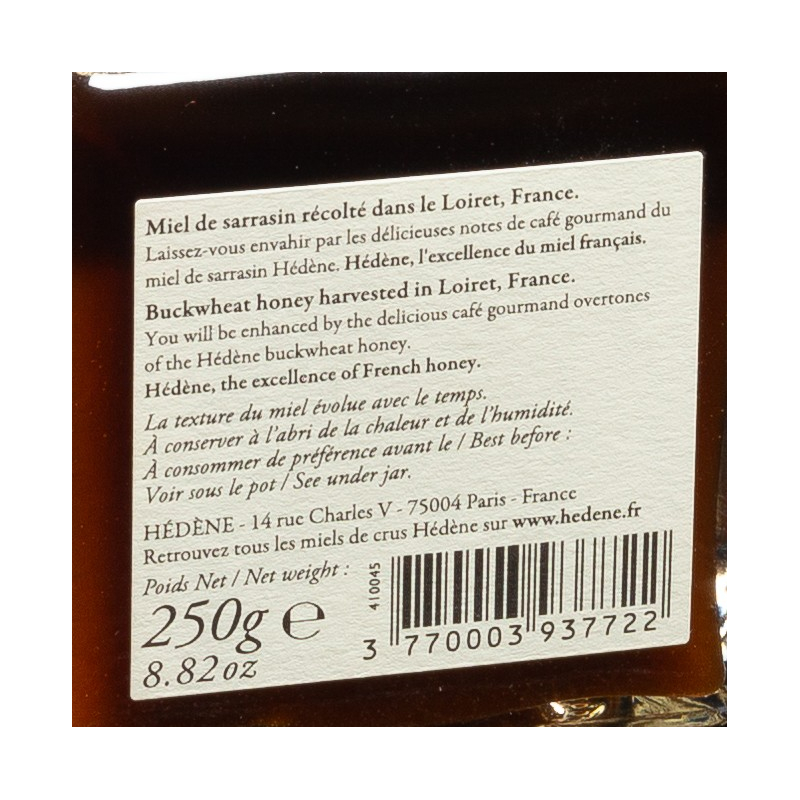 Miel de sarrasin récolté dans le Loiret, France.
Laissez-vous envahir par les délicieuses notes de café gourmand du
miel de sarrasin Hédène. Hédène, l'excellence du miel français.
Buckwheat honey harvested in Loiret, France.
You will be enhanced by the delicious café gourmand overtones
of the Hédène buckwheat honey.
Hédène, the excellence of French honey.
La texture du miel évolue avec le temps.
À conserver à l'abri de la chaleur et de l'humidité.
À consommer de préférence avant le / Best before :
Voir sous le pot / See under jar.
HÉDÈNE - 14 rue Charles V - 75004 Paris - France
Retrouvez tous les miels de crus Hédène sur www.hedene.fr
Poids Net / Net weight :
250g ℮
8.82oz
410045
3 770003 937722